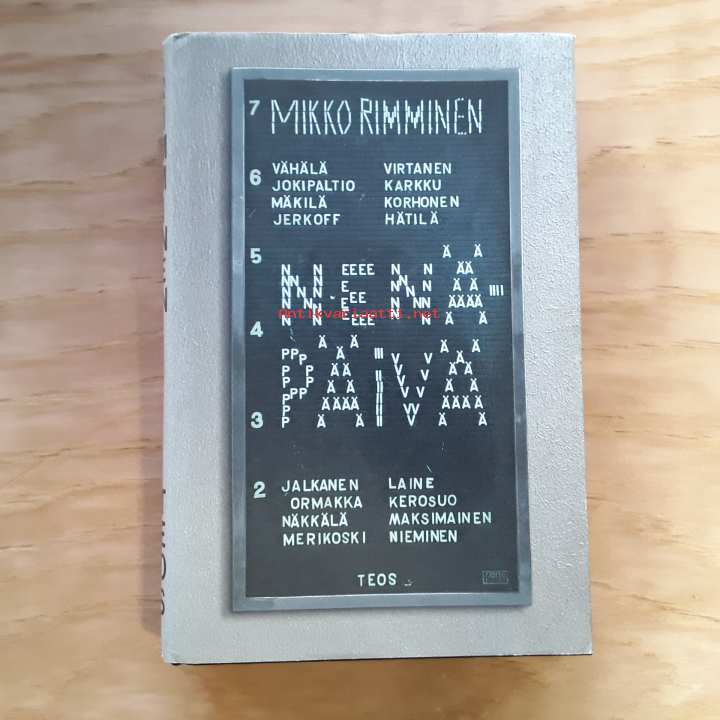 7 MIKKO RIMMINEN
6
VÄHÄLÄ VIRTANEN
JOKIPALTIO KARKKU
MÄKILÄ KORHONEN
JERKOFF HÄTILÄ
5
NENÄ-
Antikvariaatti.net
4
PÄIVÄ
3
2
JALKANEN LAINE
ORMAKKA KEROSUO
NÄKKÄLÄ MAKSIMAINEN
MERIKOSKI NIEMINEN
TEOS